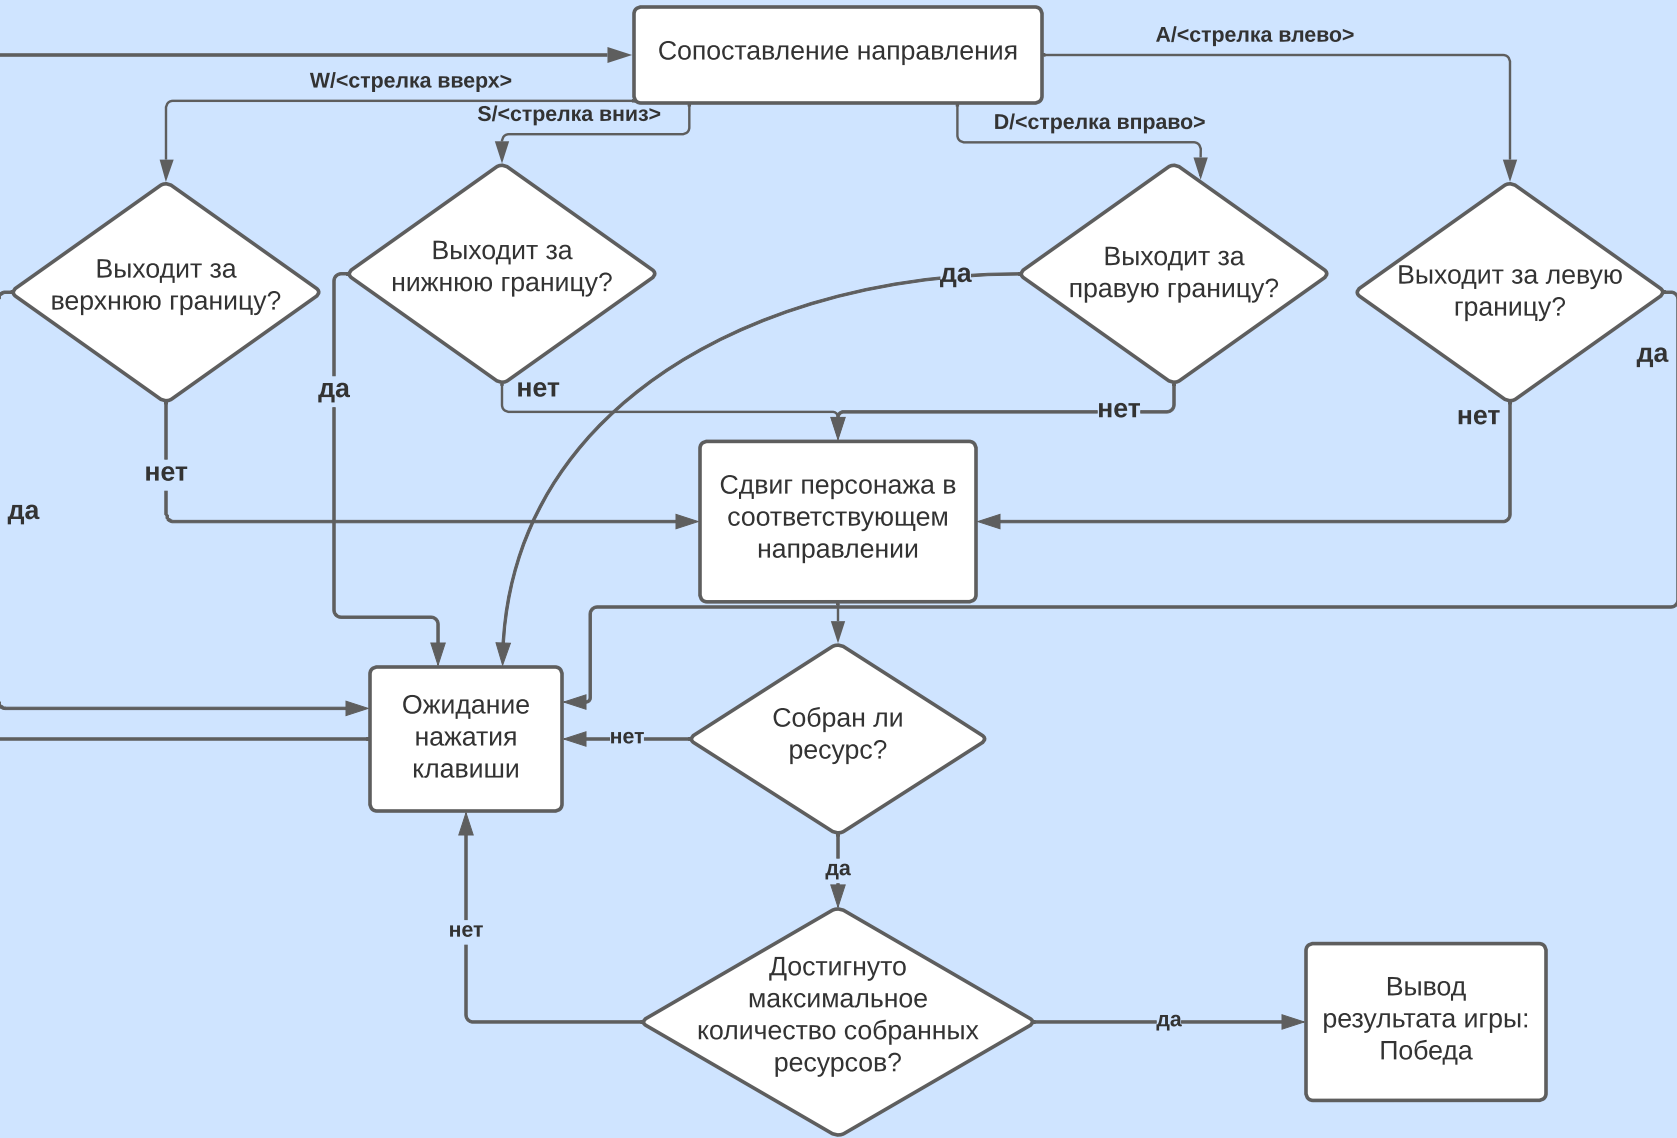 Сопоставление направления
A/<стрелка влево>
W/<стрелка вверх>
S/<стрелка вниз>
D/<стрелка вправо>
Выходит за
верхнюю границу?
Выходит за
нижнюю границу?
Выходит за
правую границу?
Выходит за левую
границу?
да
да
да
да
нет
нет
нет
нет
Сдвиг персонажа в
соответствующем
направлении
Ожидание
нажатия
клавиши
нет
Собран ли
ресурс?
да
нет
Достигнуто
максимальное
количество собранных
ресурсов?
да
Вывод
результата игры:
Победа